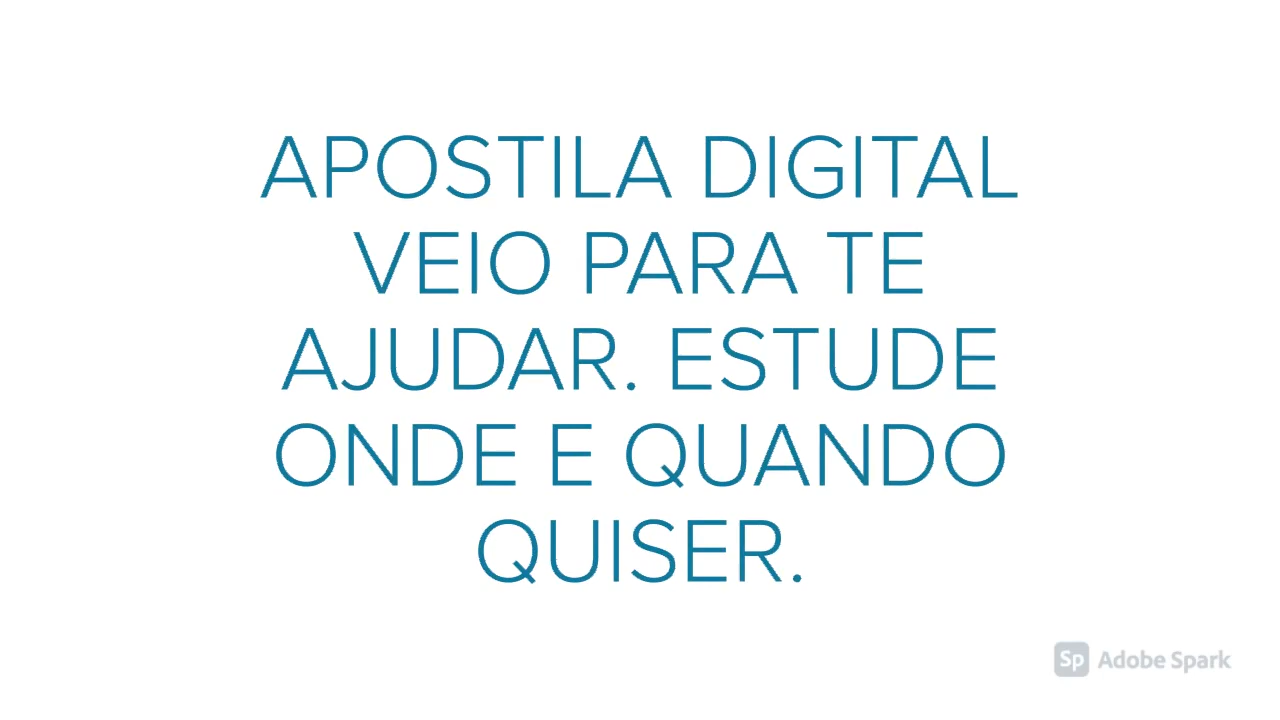 APOSTILA DIGITAL
VEIO PARA TE
AJUDAR. ESTUDE
ONDE E QUANDO
QUISER.
Sp Adobe Spark